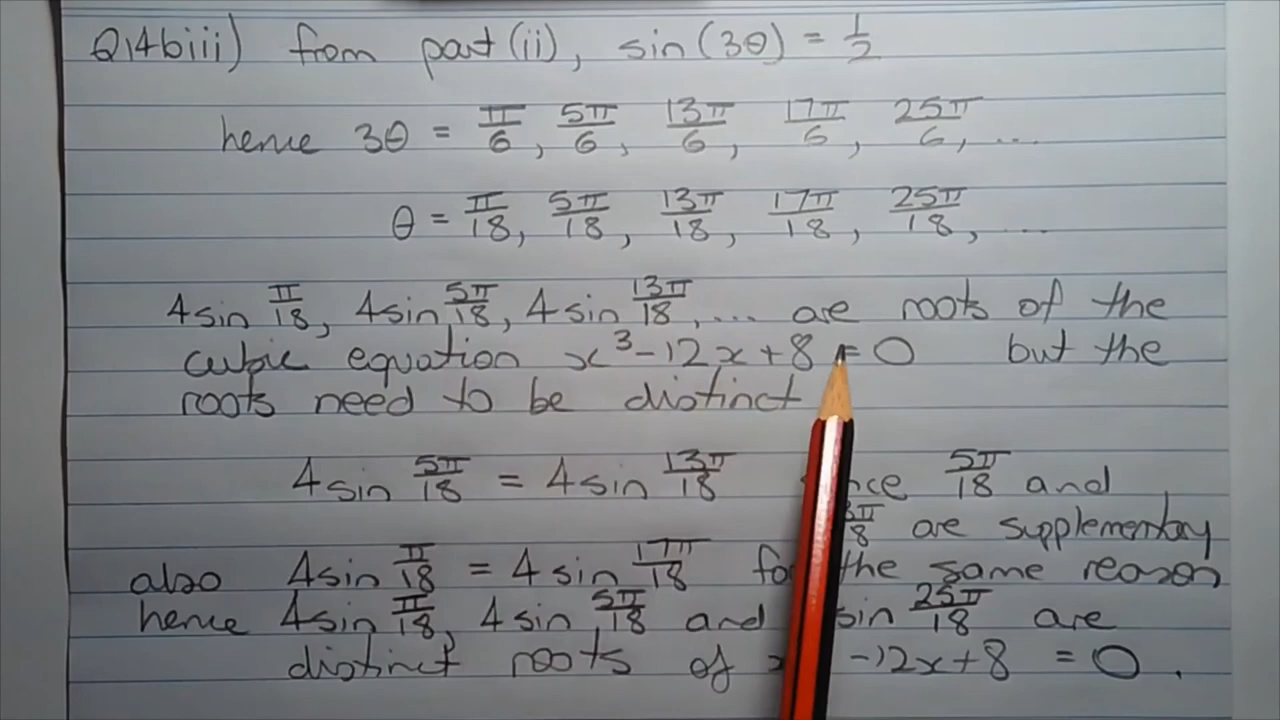 Q14biii) from part (ii), sin(3θ) = 1/2
hence 3θ = π/6, 5π/6, 13π/6, 17π/6, 25π/6, ...
θ = π/18, 5π/18, 13π/18, 17π/18, 25π/18, ...
4sin π/18, 4sin 5π/18, 4sin 13π/18, ... are roots of the
cubic equation x³-12x+8=0 but the
roots need to be distinct
4sin 5π/18 = 4sin 13π/18 nce 5π/18 and
3π/8 are supplementary
also 4sin π/18 = 4sin 17π/18 fo the same reason
hence 4sin π/18, 4sin 5π/18 and sin 25π/18 are
distinct roots of -12x+8 = 0.